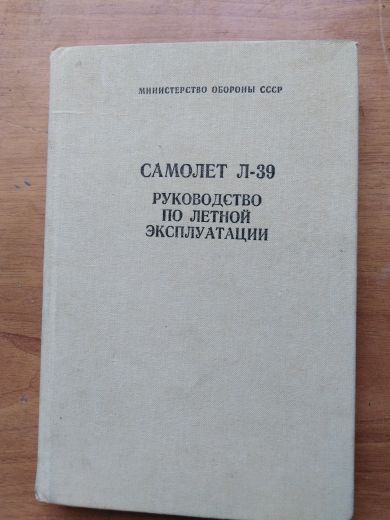 МИНИСТЕРСТВО ОБОРОНЫ СССР
САМОЛЕТ Л-39
РУКОВОДСТВО
ПО ЛЕТНОЙ
ЭКСПЛУАТАЦИИ